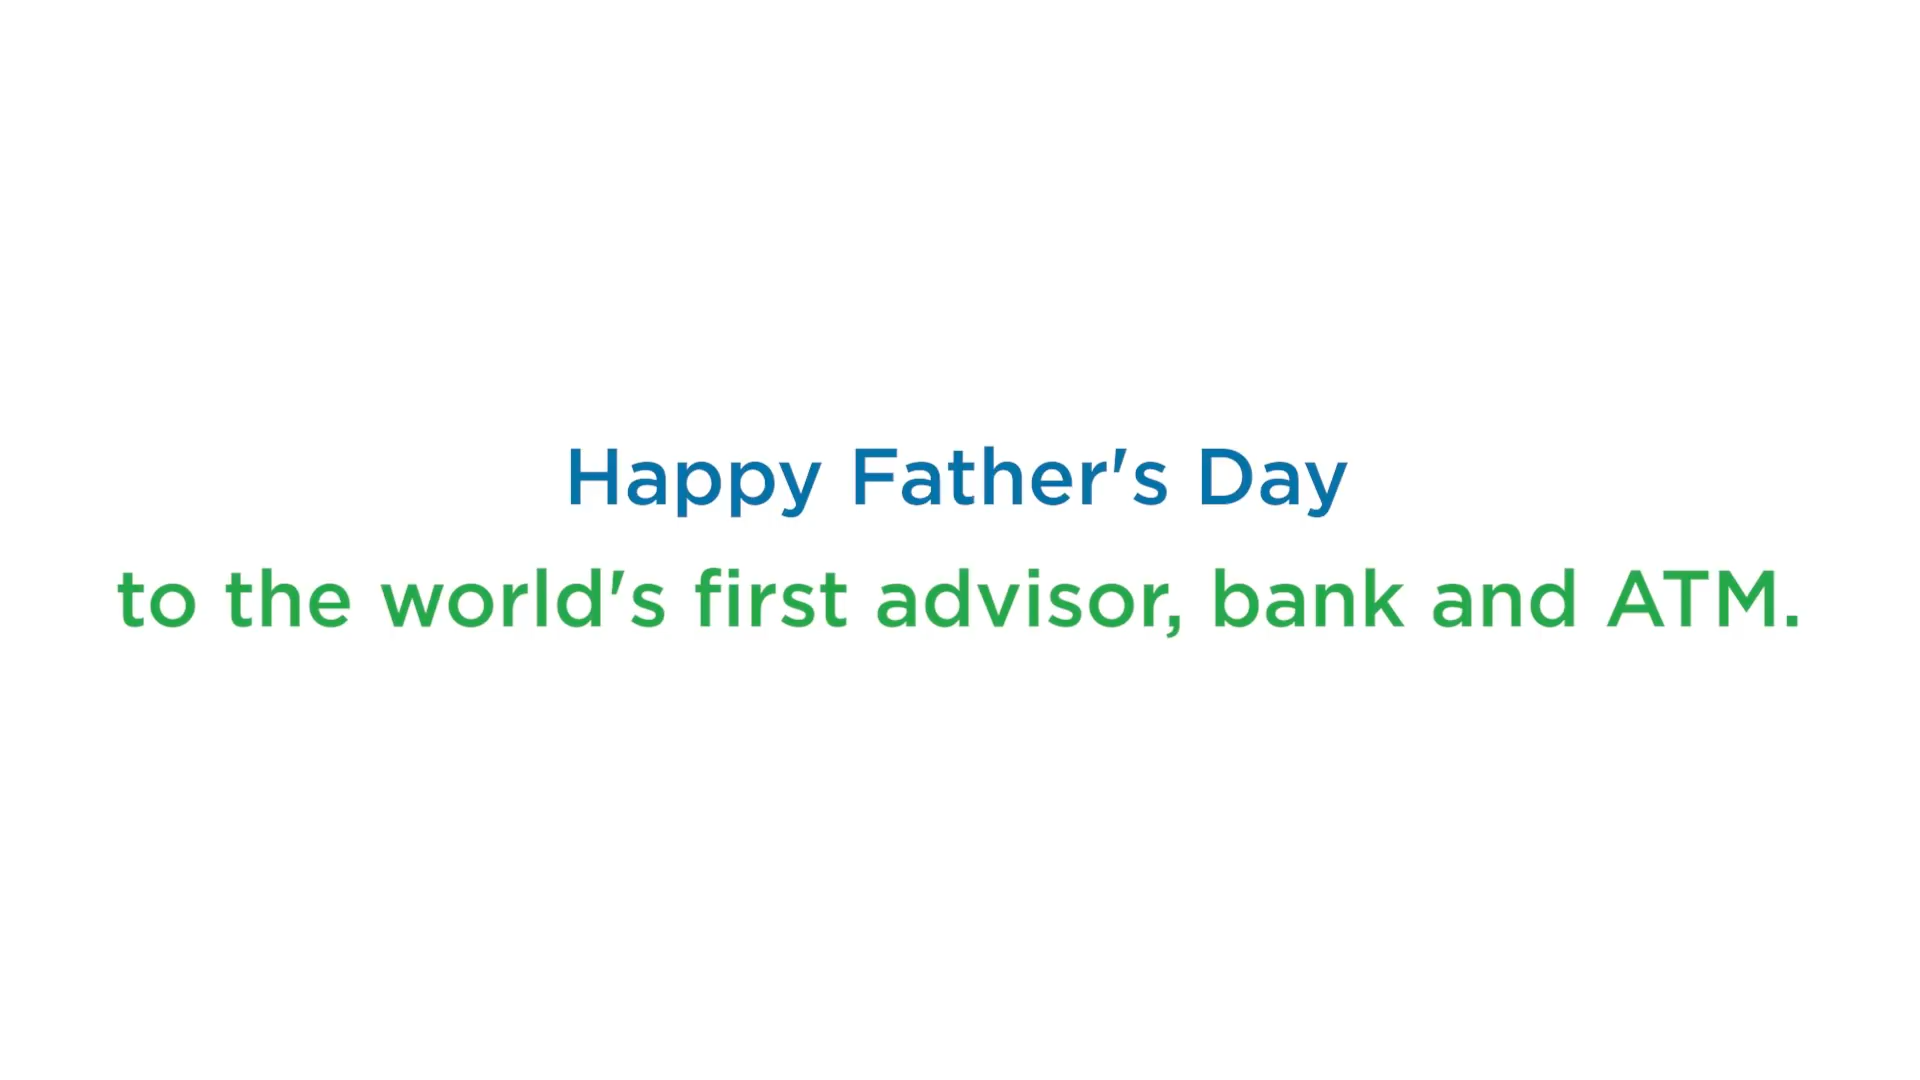 Happy Father's Day
to the world's first advisor, bank and ATM.